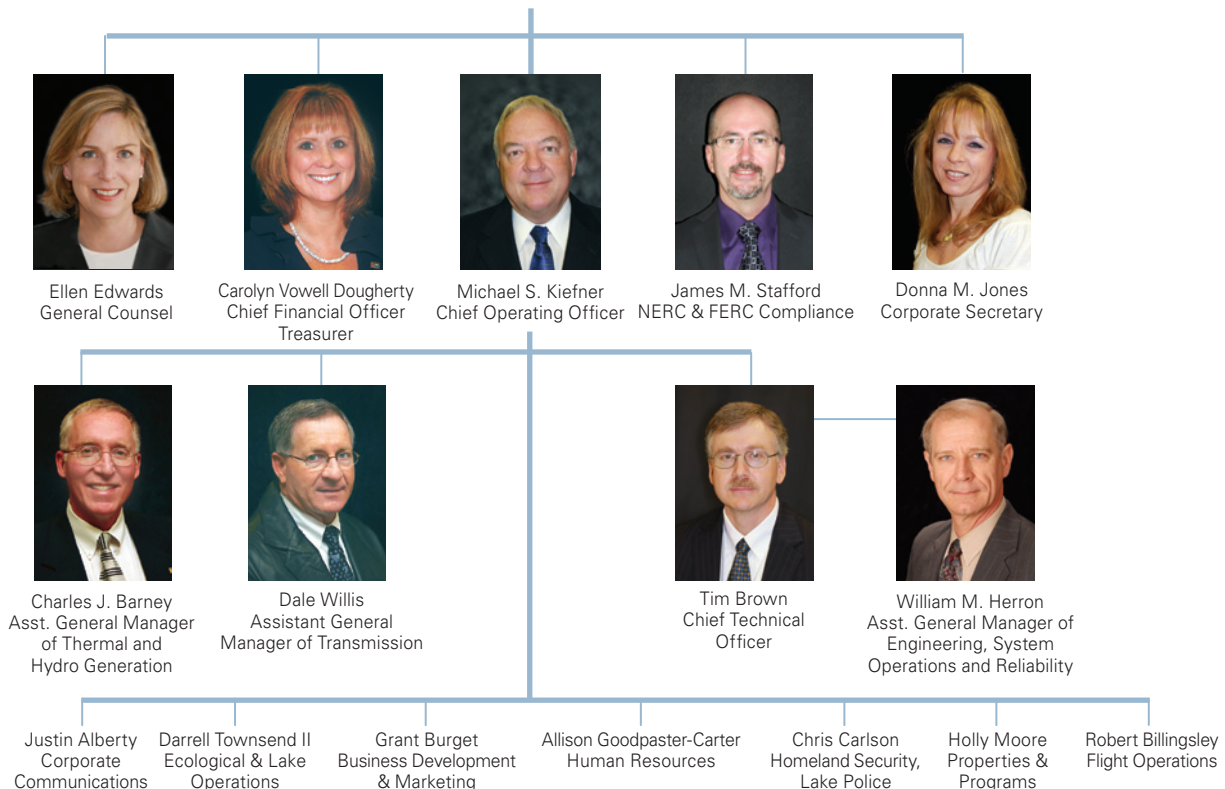 Ellen Edwards
General Counsel
Carolyn Vowell Dougherty
Chief Financial Officer
Treasurer
Michael S. Kiefner
Chief Operating Officer
James M. Stafford
NERC & FERC Compliance
Donna M. Jones
Corporate Secretary
Charles J. Barney
Asst. General Manager
of Thermal and
Hydro Generation
Dale Willis
Assistant General
Manager of Transmission
Tim Brown
Chief Technical
Officer
William M. Herron
Asst. General Manager of
Engineering, System
Operations and Reliability
Justin Alberty
Corporate
Communications
Darrell Townsend II
Ecological & Lake
Operations
Grant Burget
Business Development
& Marketing
Allison Goodpaster-Carter
Human Resources
Chris Carlson
Homeland Security,
Lake Police
Holly Moore
Properties &
Programs
Robert Billingsley
Flight Operations